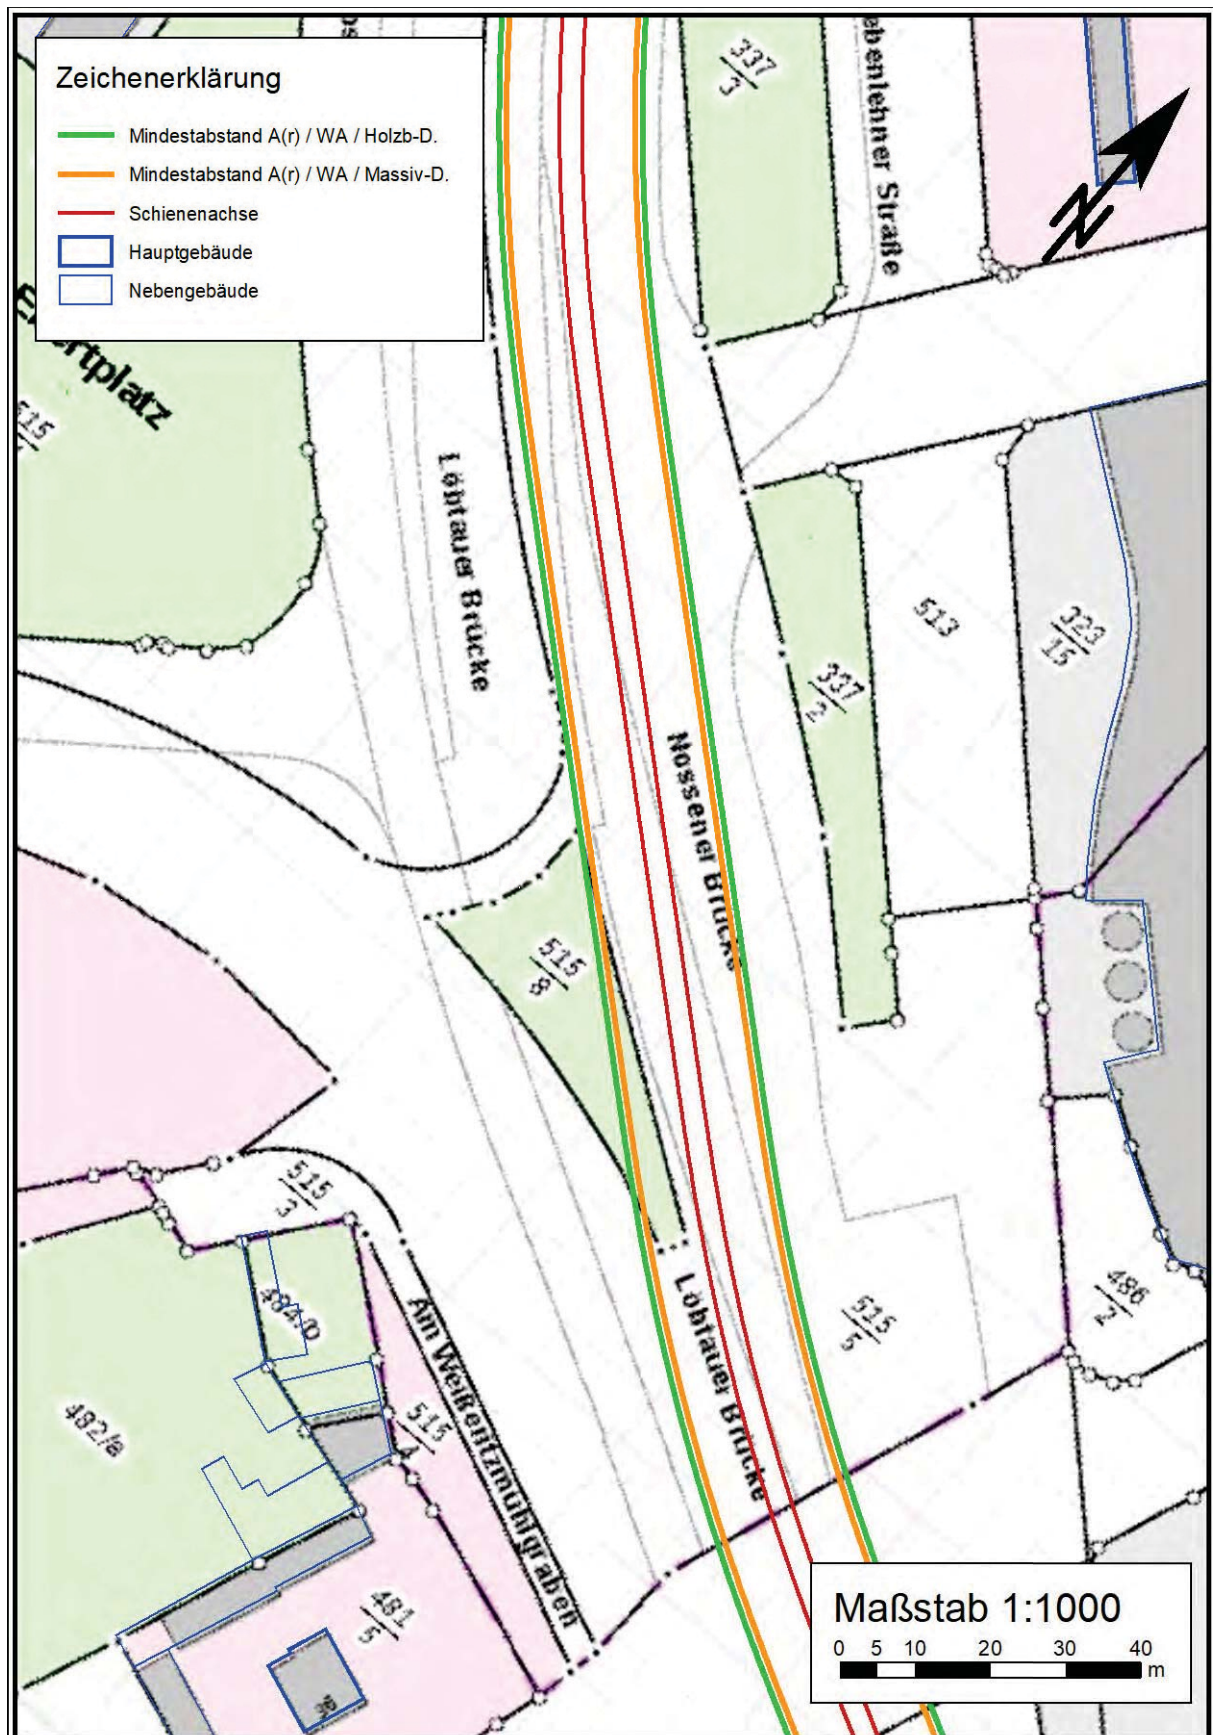 Zeichenerklärung
Mindestabstand A(r) / WA / Holzb-D.
Mindestabstand A(r) / WA / Massiv-D.
Schienenachse
Hauptgebäude
Nebengebäude
337
3
ebenlehner Straße
N
rtplatz
515
Löbtauer Brücke
513
323
15
337
2
Nossener Brücke
515
8
515
3
484/b
Am Weißeritzmühlgraben
Löbtauer Brücke
515
5
486
2
482/a
515
4
481
5
Maßstab 1:1000
0 5 10 20 30 40
m